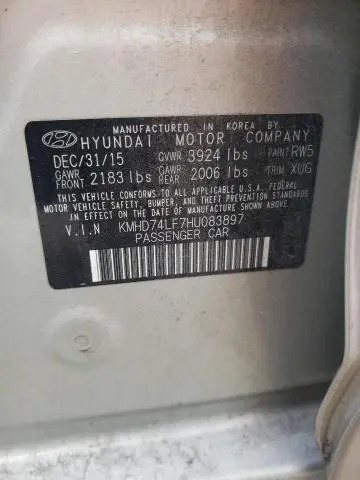 MANUFACTURED IN KOREA BY
HYUNDAI MOTOR COMPANY
DEC/31/15 GVWR 3924 lbs PAINT RW5
GAWR FRONT 2183 lbs GAWR REAR 2006 lbs TRIM XUG
THIS VEHICLE CONFORMS TO ALL APPLICABLE U.S.A. FEDERAL
MOTOR VEHICLE SAFETY, BUMPER, AND THEFT PREVENTION
STANDARDS IN EFFECT ON THE DATE OF MANUFACTURE SHOWN ABOVE.
V.I.N KMHD74LF7HU083897
PASSENGER CAR